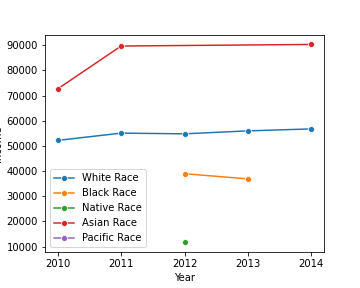 90000
80000
70000
60000
50000
40000
30000
20000
10000
White Race
Black Race
Native Race
Asian Race
Pacific Race
2010 2011 2012 2013 2014
Year